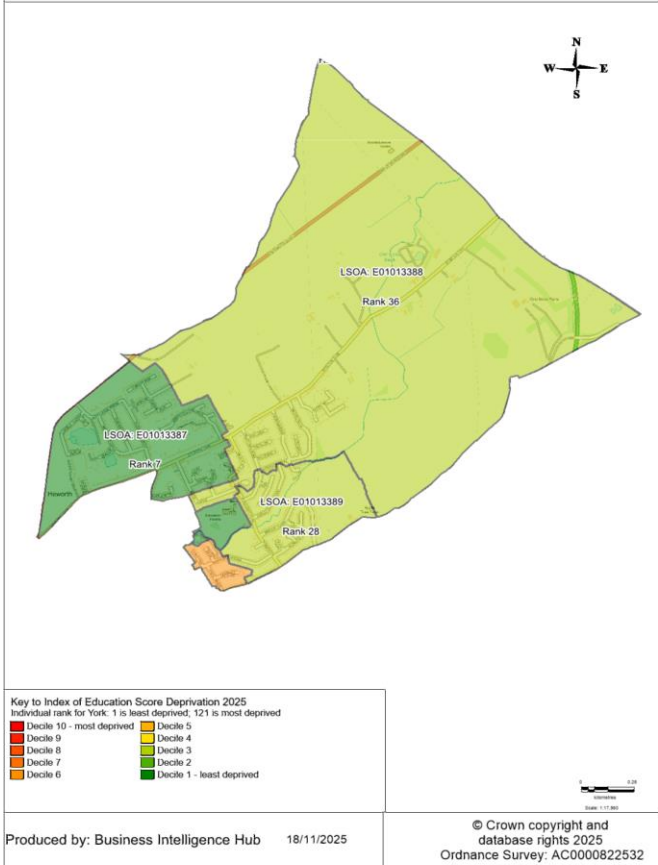 N
W E
S
LSOA: E01013388
Rank 36
LSOA: E01013387
Rank 7
Heworth
LSOA: E01013389
Rank 28
Key to Index of Education Score Deprivation 2025
Individual rank for York: 1 is least deprived; 121 is most deprived
Decile 10 - most deprived
Decile 9
Decile 8
Decile 7
Decile 6
Decile 5
Decile 4
Decile 3
Decile 2
Decile 1 - least deprived
Produced by: Business Intelligence Hub 18/11/2025
© Crown copyright and
database rights 2025
Ordnance Survey: AC0000822532